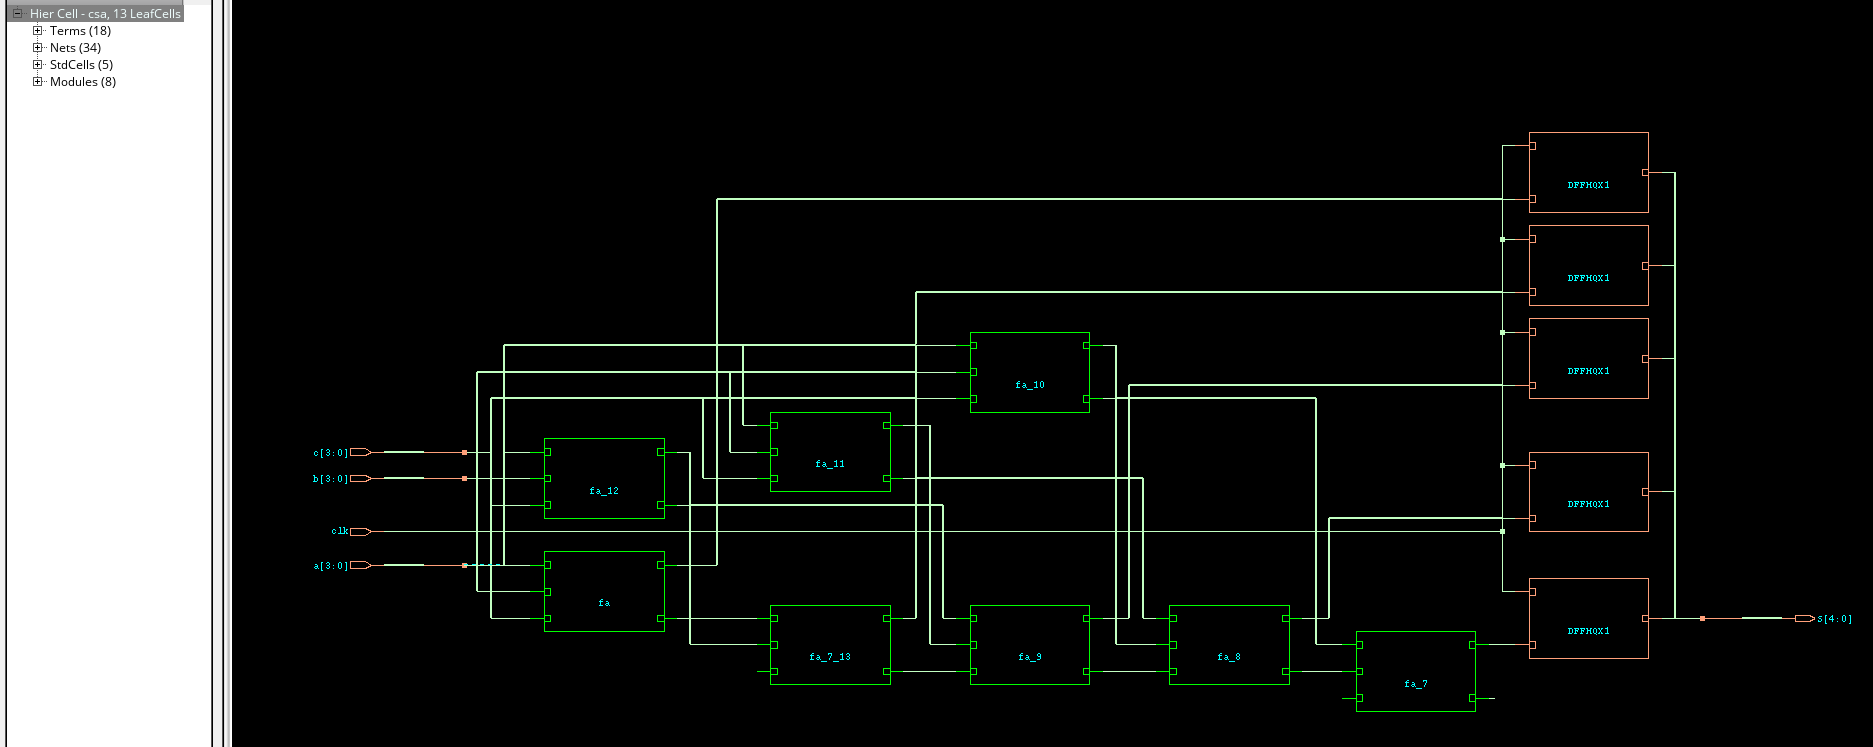 Hier Cell - csa, 13 LeafCells
Terms (18)
Nets (34)
StdCells (5)
Modules (8)
DFFHQX1
DFFHQX1
DFFHQX1
fa_10
c[3:0]
fa_11
b[3:0]
fa_12
DFFHQX1
clk
a[3:0]
fa
S[4:0]
DFFHQX1
fa_7_13
fa_9
fa_8
fa_7